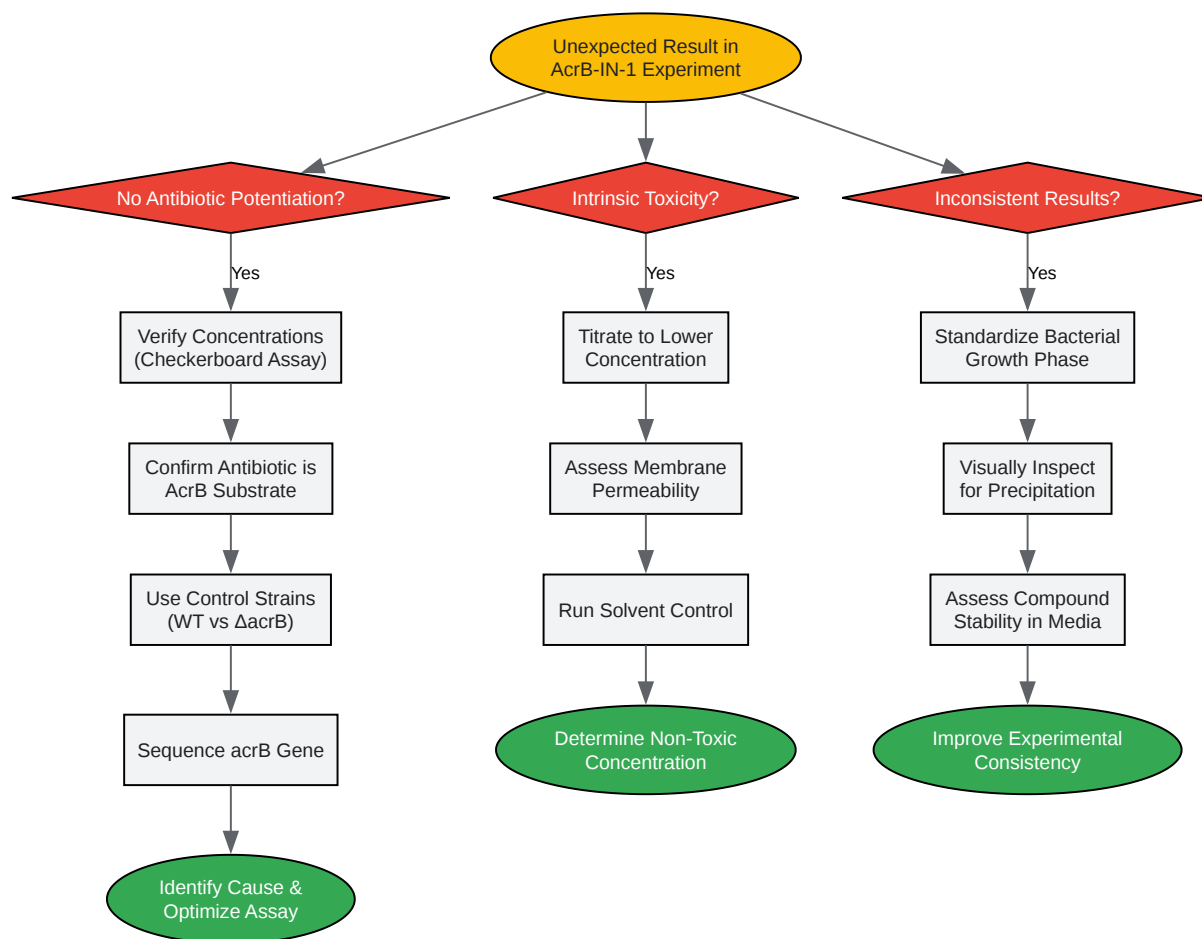 Unexpected Result in
AcrB-IN-1 Experiment
No Antibiotic Potentiation?
Intrinsic Toxicity?
Inconsistent Results?
Yes
Yes
Yes
Verify Concentrations
(Checkerboard Assay)
Titrate to Lower
Concentration
Standardize Bacterial
Growth Phase
Confirm Antibiotic is
AcrB Substrate
Assess Membrane
Permeability
Visually Inspect
for Precipitation
Use Control Strains
(WT vs ΔacrB)
Run Solvent Control
Assess Compound
Stability in Media
Sequence acrB Gene
Determine Non-Toxic
Concentration
Improve Experimental
Consistency
Identify Cause &
Optimize Assay